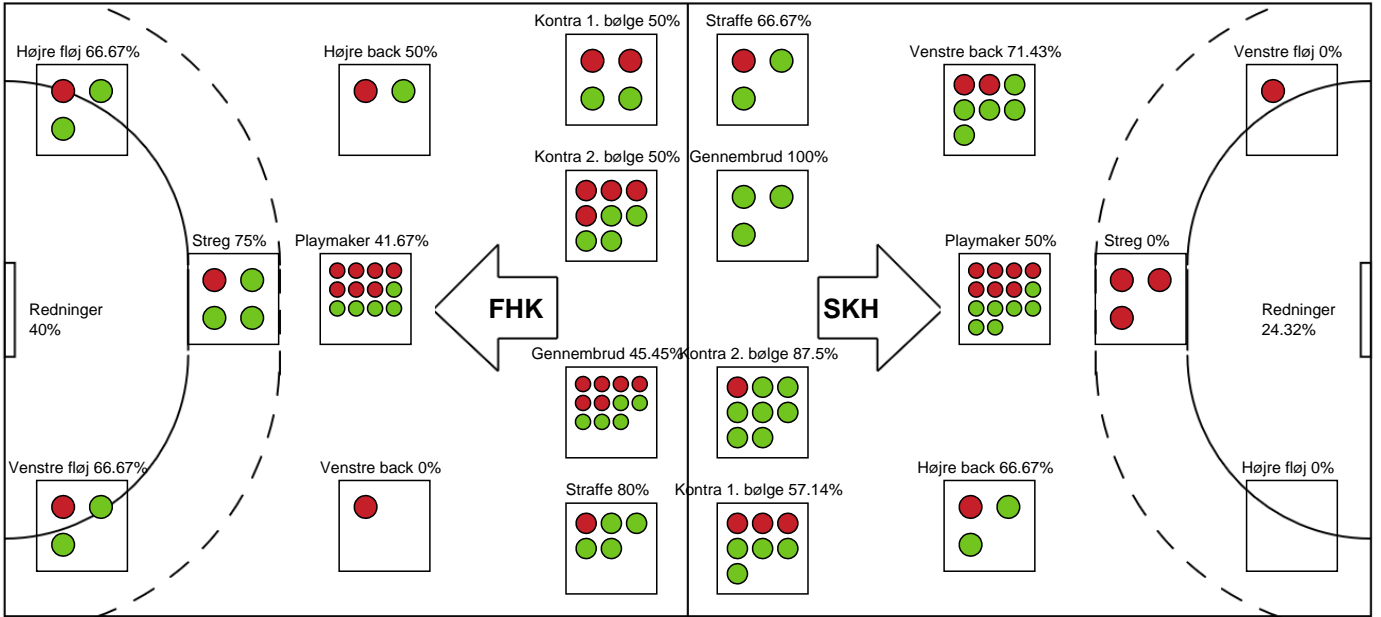 Kontra 1. bølge 50%
Straffe 66.67%
Højre fløj 66.67%
Højre back 50%
Venstre back 71.43%
Venstre fløj 0%
Kontra 2. bølge 50%
Gennembrud 100%
Streg 75%
Playmaker 41.67%
Playmaker 50%
Streg 0%
FHK
SKH
Redninger
40%
Redninger
24.32%
Gennembrud 45.45%
Kontra 2. bølge 87.5%
Venstre fløj 66.67%
Venstre back 0%
Højre back 66.67%
Højre fløj 0%
Straffe 80%
Kontra 1. bølge 57.14%